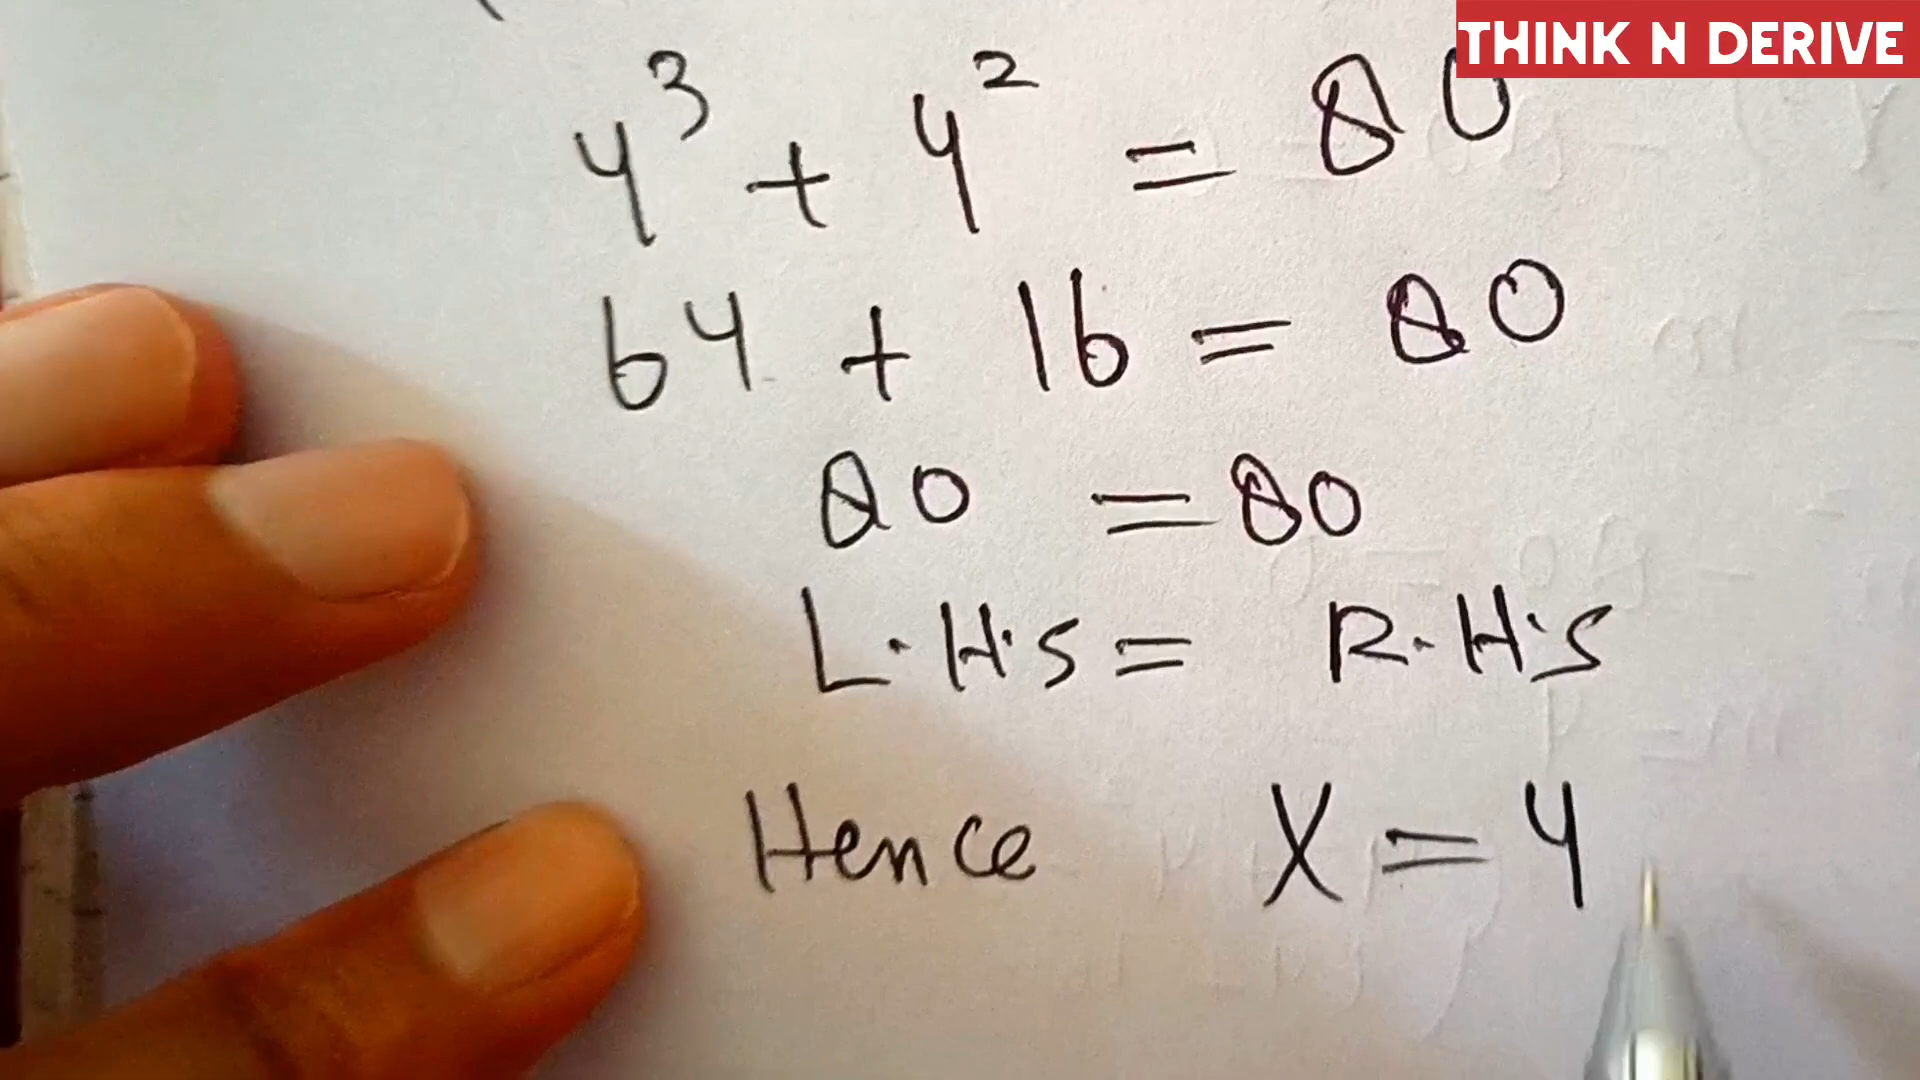 THINK N DERIVE
4³ + 4² = 80
64 + 16 = 80
80 = 80
L.H.S = R.H.S
Hence X = 4